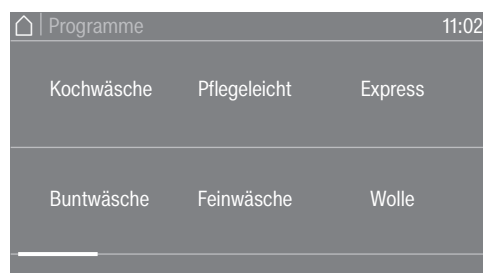 Programme 11:02
Kochwäsche Pflegeleicht Express
Buntwäsche Feinwäsche Wolle